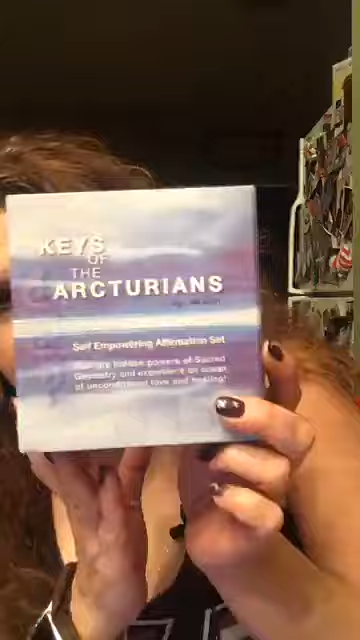 KEYS
OF
THE
ARCTURIANS
Self Empowering Affirmation Set
hidden powers of Sacred
Geometry and experience an ocean
of unconditional love and healing!